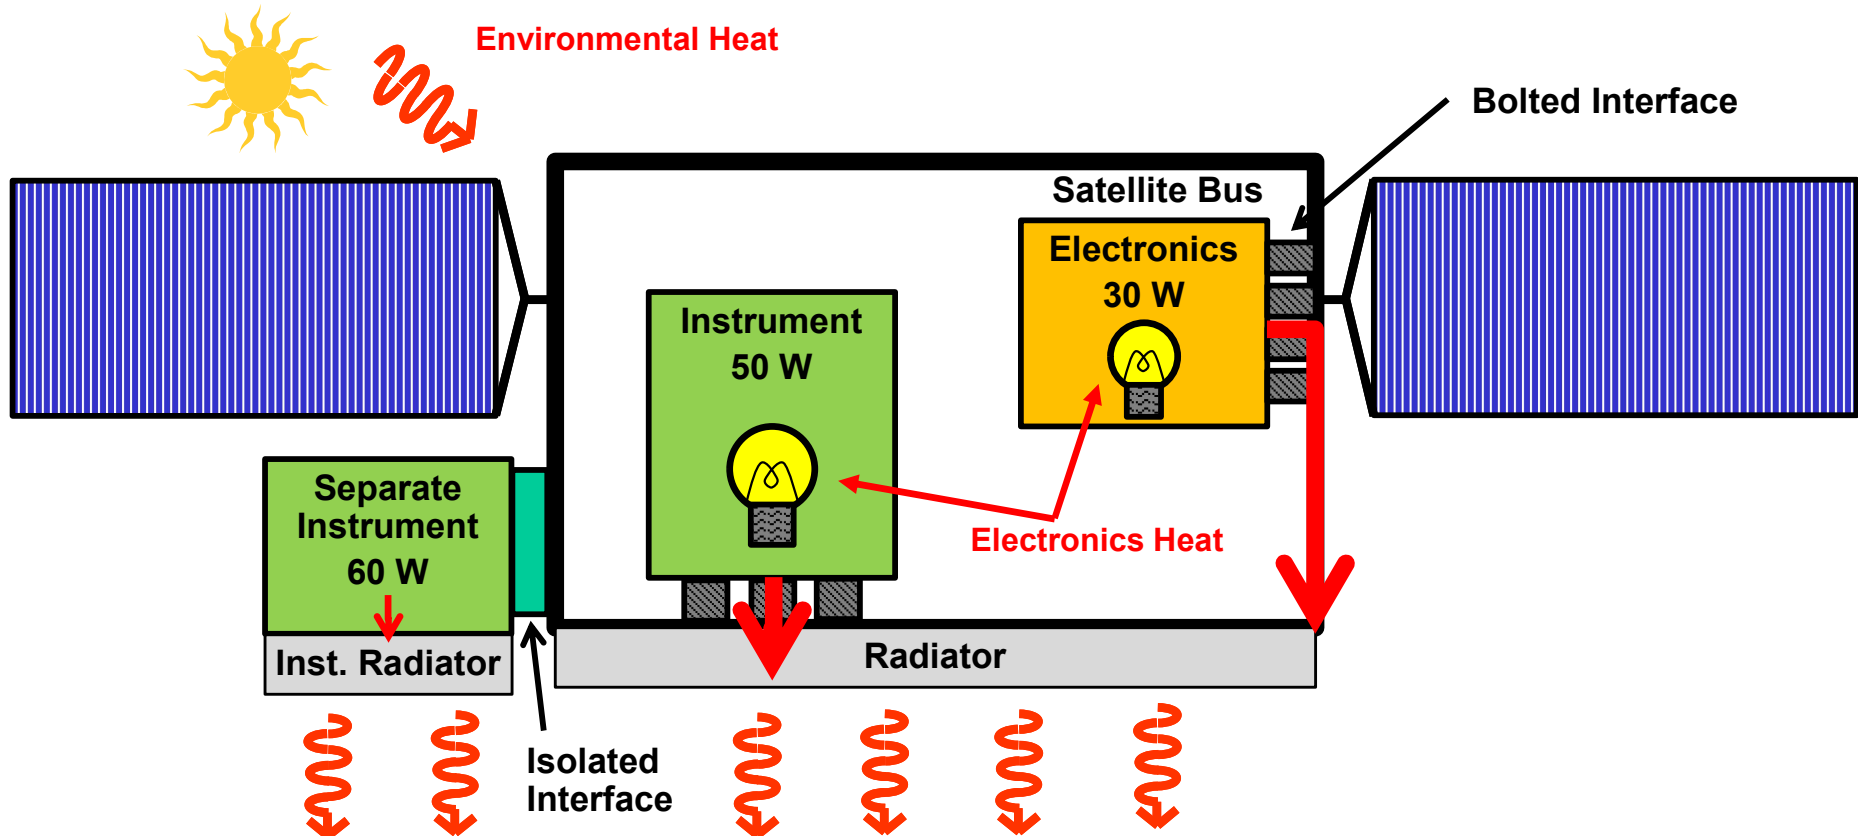 Environmental Heat
Bolted Interface
Satellite Bus
Electronics
30 W
Instrument
50 W
Electronics Heat
Separate
Instrument
60 W
Inst. Radiator
Radiator
Isolated
Interface